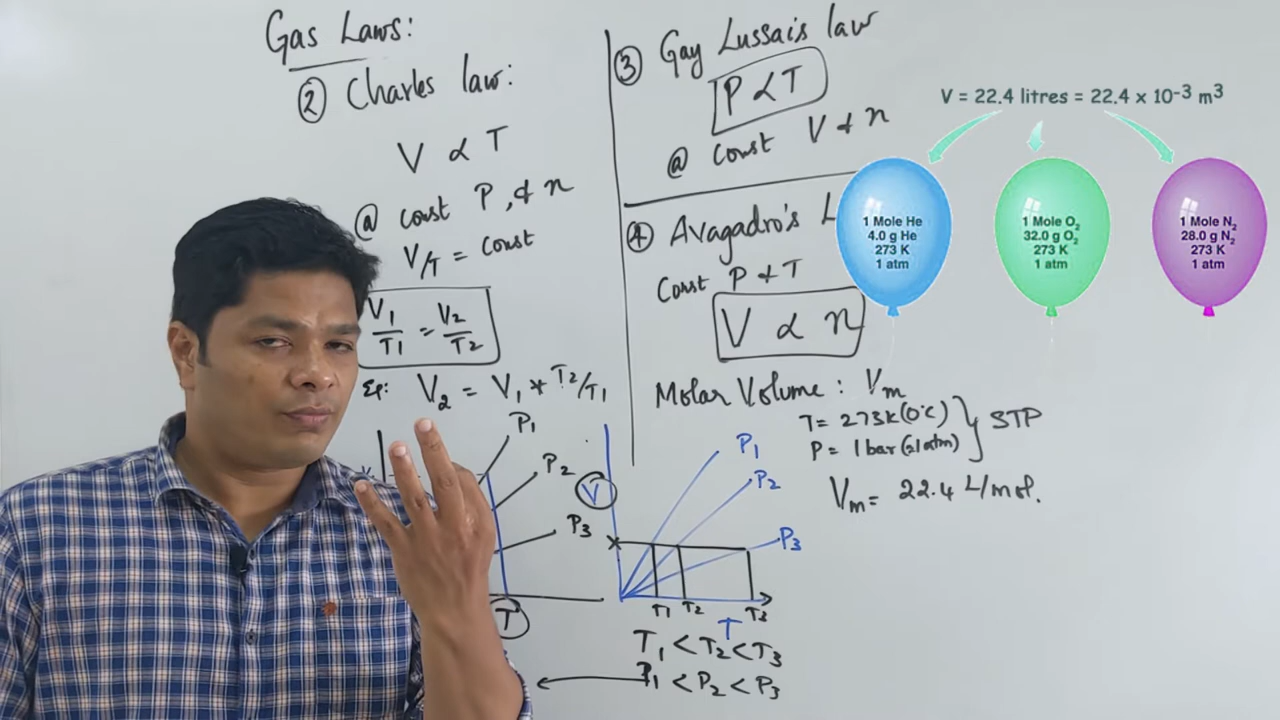 Gas Laws:
② Charles law:
V ∝ T
@ const P, & n
V/T = const
V1/T1 = V2/T2
V2 = V1 * T2/T1
P1
P2
P3
T
③ Gay Lussais law
P ∝ T
@ Const V & n
④ Avagadro's L
Const P & T
V ∝ n
Molar Volume: Vm
T = 273K (0°C)
P = 1 bar (≈1 atm)
STP
Vm = 22.4 L/mol.
V
P1
P2
P3
T1 T2 T3
T
T1 < T2 < T3
P1 < P2 < P3
V = 22.4 litres = 22.4 x 10⁻³ m³
1 Mole He
4.0 g He
273 K
1 atm
1 Mole O₂
32.0 g O₂
273 K
1 atm
1 Mole N₂
28.0 g N₂
273 K
1 atm